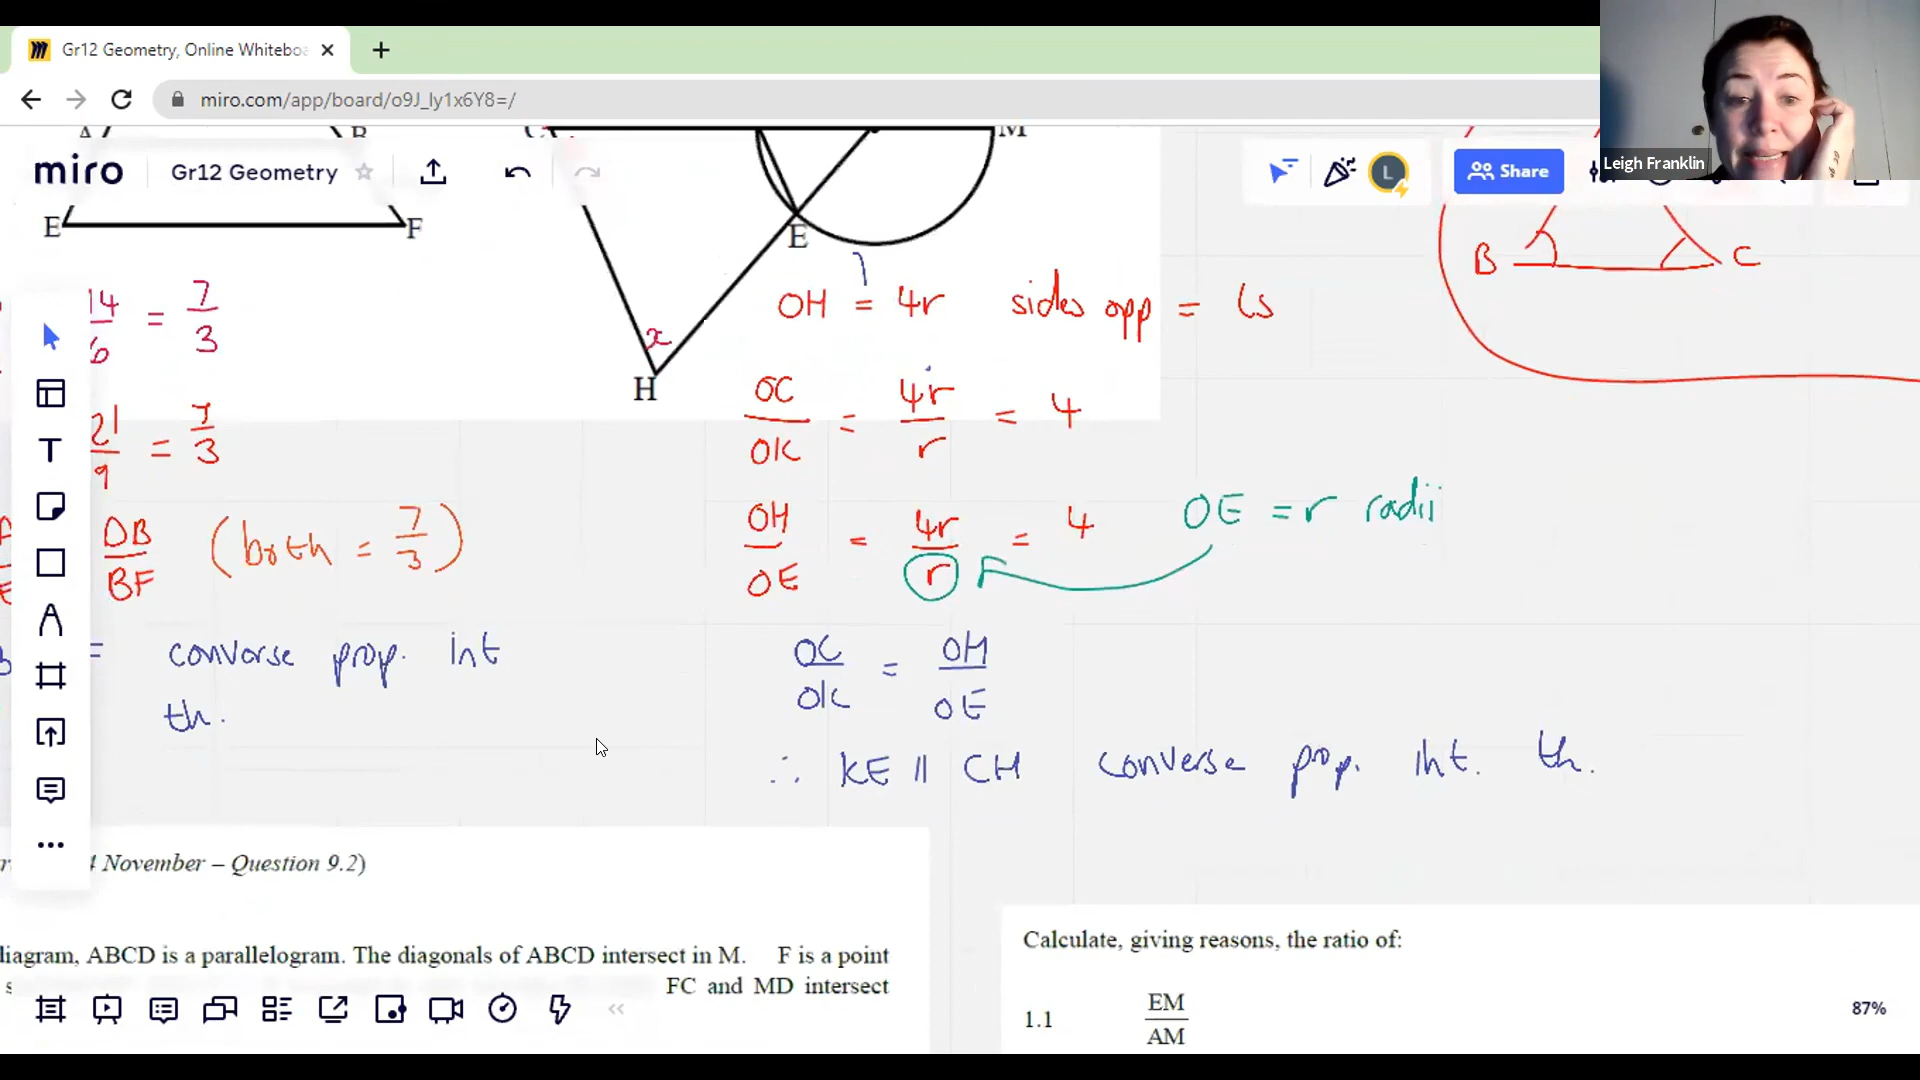 Gr12 Geometry, Online Whitebo
miro.com/app/board/o9J_ly1x6Y8=/
Leigh Franklin
miro
Gr12 Geometry
L
Share
M
E
F
E
H
x
B
C
14/6 = 7/3
21/9 = 7/3
DB/BF (both = 7/3)
converse prop. int
th.
OH = 4r sides opp = ∠s
OC/OK = 4r/r = 4
OH/OE = 4r/r = 4
OE = r radii
OC/OK = OH/OE
∴ KE || CH converse prop. int. th.
4 November – Question 9.2)
diagram, ABCD is a parallelogram. The diagonals of ABCD intersect in M. F is a point
FC and MD intersect
Calculate, giving reasons, the ratio of:
1.1 EM/AM
87%